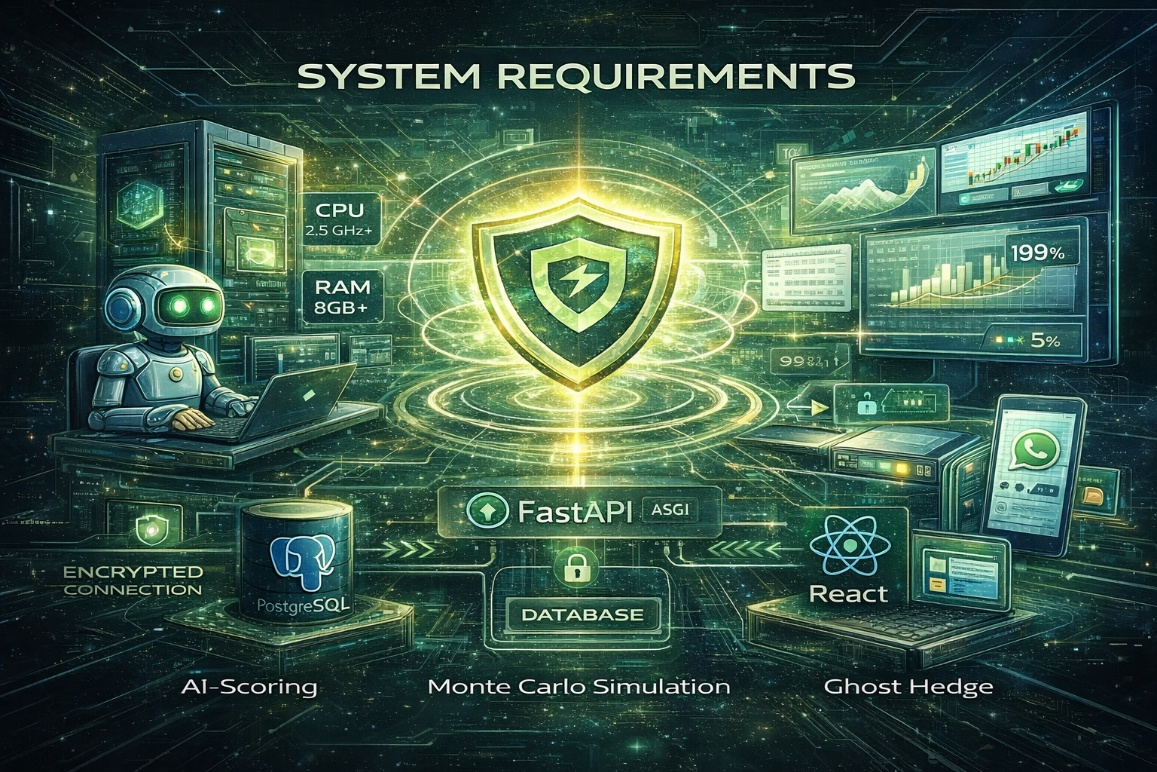 SYSTEM REQUIREMENTS
CPU
2.5 GHz+
RAM
8GB+
199%
5%
FastAPI ASGI
ENCRYPTED
CONNECTION
PostgreSQL
DATABASE
React
AI-Scoring
Monte Carlo Simulation
Ghost Hedge